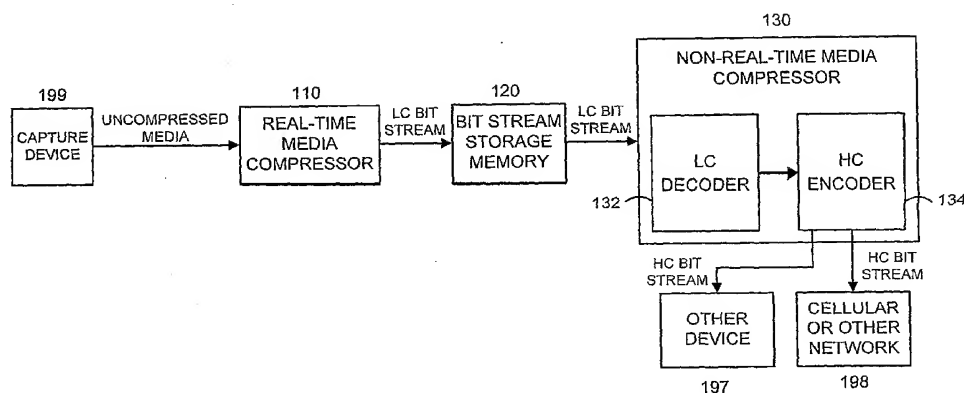 130
NON-REAL-TIME MEDIA
COMPRESSOR
199
CAPTURE
DEVICE
UNCOMPRESSED
MEDIA
110
REAL-TIME
MEDIA
COMPRESSOR
LC BIT
STREAM
120
BIT STREAM
STORAGE
MEMORY
LC BIT
STREAM
LC
DECODER
132
HC
ENCODER
134
HC BIT
STREAM
HC BIT
STREAM
OTHER
DEVICE
197
CELLULAR
OR OTHER
NETWORK
198